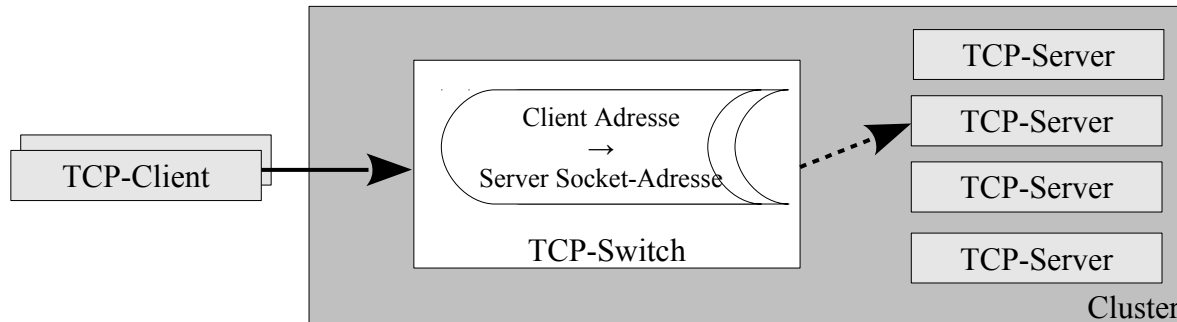 TCP-Client
Client Adresse
→
Server Socket-Adresse
TCP-Switch
TCP-Server
TCP-Server
TCP-Server
TCP-Server
Cluster